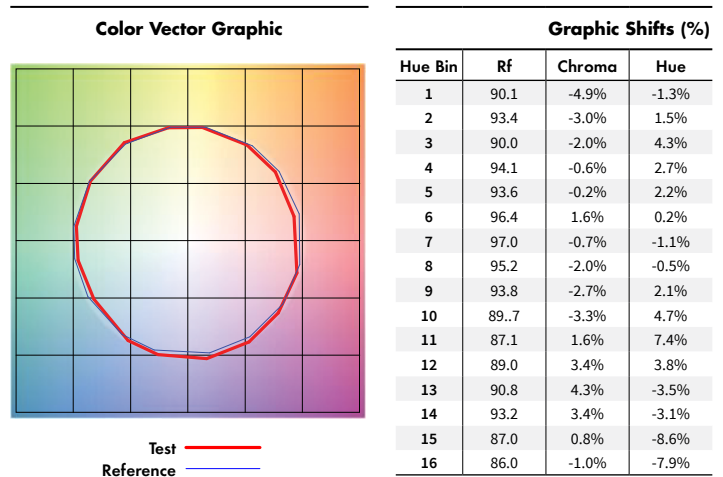 Color Vector Graphic
Test
Reference
Graphic Shifts (%)
Hue Bin Rf Chroma Hue
1 90.1 -4.9% -1.3%
2 93.4 -3.0% 1.5%
3 90.0 -2.0% 4.3%
4 94.1 -0.6% 2.7%
5 93.6 -0.2% 2.2%
6 96.4 1.6% 0.2%
7 97.0 -0.7% -1.1%
8 95.2 -2.0% -0.5%
9 93.8 -2.7% 2.1%
10 89..7 -3.3% 4.7%
11 87.1 1.6% 7.4%
12 89.0 3.4% 3.8%
13 90.8 4.3% -3.5%
14 93.2 3.4% -3.1%
15 87.0 0.8% -8.6%
16 86.0 -1.0% -7.9%